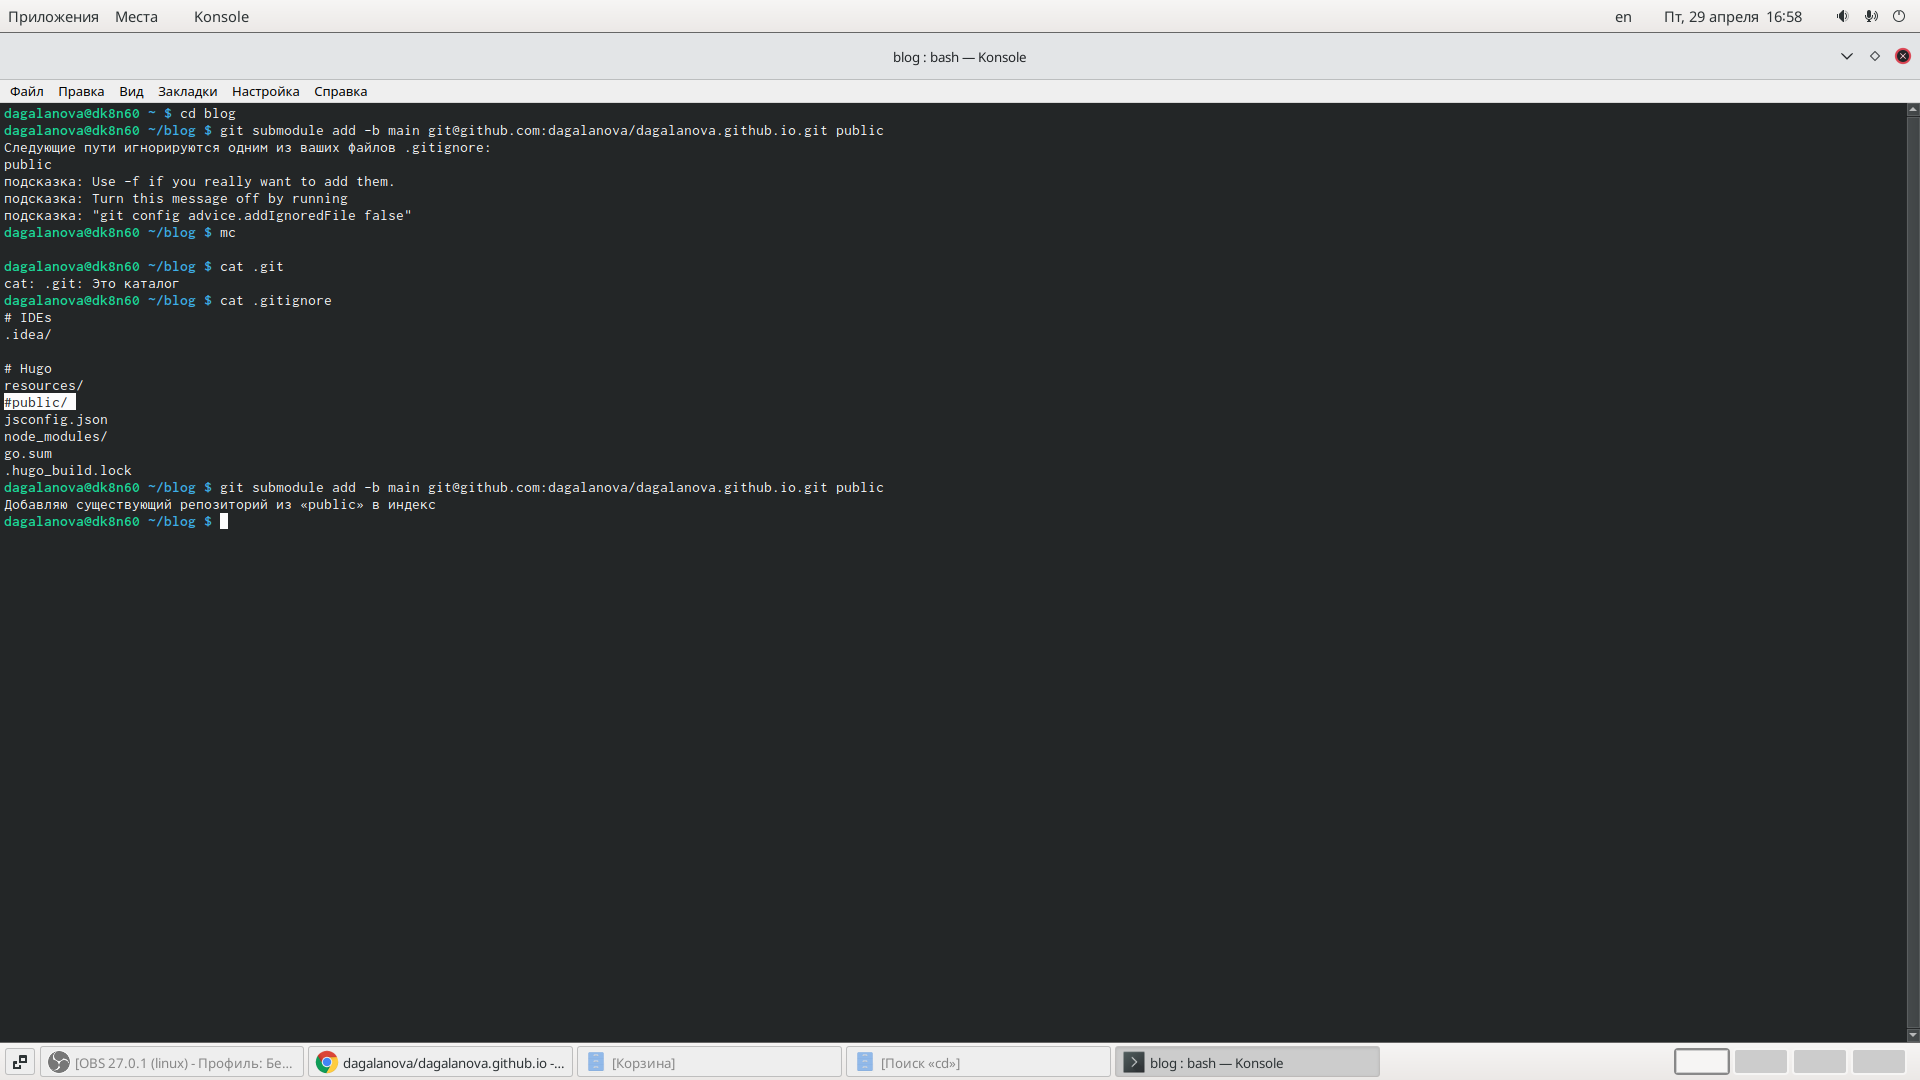 Приложения Места Konsole en Пт, 29 апреля 16:58
blog : bash — Konsole
Файл Правка Вид Закладки Настройка Справка
dagalanova@dk8n60 ~ $ cd blog
dagalanova@dk8n60 ~/blog $ git submodule add -b main git@github.com:dagalanova/dagalanova.github.io.git public
Следующие пути игнорируются одним из ваших файлов .gitignore:
public
подсказка: Use -f if you really want to add them.
подсказка: Turn this message off by running
подсказка: "git config advice.addIgnoredFile false"
dagalanova@dk8n60 ~/blog $ mc
dagalanova@dk8n60 ~/blog $ cat .git
cat: .git: Это каталог
dagalanova@dk8n60 ~/blog $ cat .gitignore
# IDEs
.idea/
# Hugo
resources/
#public/
jsconfig.json
node_modules/
go.sum
.hugo_build.lock
dagalanova@dk8n60 ~/blog $ git submodule add -b main git@github.com:dagalanova/dagalanova.github.io.git public
Добавляю существующий репозиторий из «public» в индекс
dagalanova@dk8n60 ~/blog $
[OBS 27.0.1 (linux) - Профиль: Бе... dagalanova/dagalanova.github.io -... [Корзина] [Поиск «cd»] blog : bash — Konsole